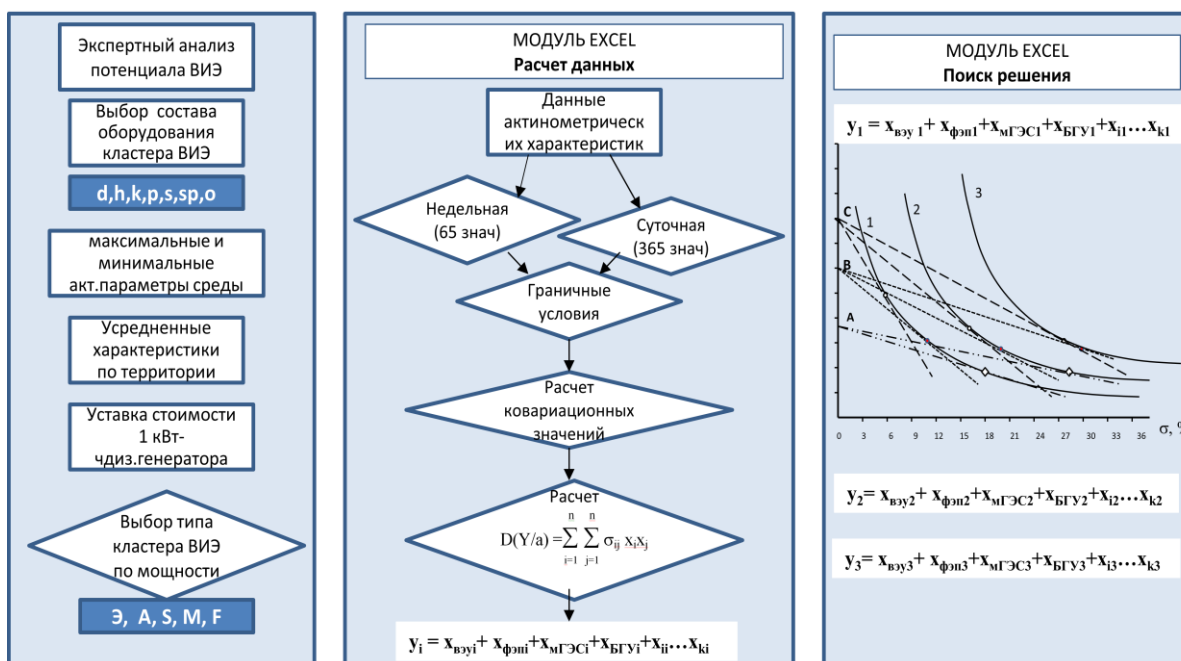 Экспертный анализ
потенциала ВИЭ
Выбор состава
оборудования
кластера ВИЭ
d,h,k,p,s,sp,o
максимальные и
минимальные
акт.параметры среды
Усредненные
характеристики
по территории
Уставка стоимости
1 кВт-
чдиз.генератора
Выбор типа
кластера ВИЭ
по мощности
Э, A, S, M, F
МОДУЛЬ EXCEL
Расчет данных
Данные
актинометрическ
их характеристик
Недельная
(65 знач)
Суточная
(365 знач)
Граничные
условия
Расчет
ковариационных
значений
Расчет
n n
D(Y/a) =∑ ∑ σij xixj
i=1 j=1
yi = xвэуi+ xфэпi+xмГЭСi+xБГУi+xii…xki
МОДУЛЬ EXCEL
Поиск решения
y1 = xвэу 1+ xфэп1+xмГЭС1+xБГУ1+xi1…xk1
C
B
A
1
2
3
0 3 6 9 12 15 18 21 24 27 30 33 36
σ, %
y2= xвэу2+ xфэп2+xмГЭС2+xБГУ2+xi2…xk2
y3= xвэу3+ xфэп3+xмГЭС3+xБГУ3+xi3…xk3